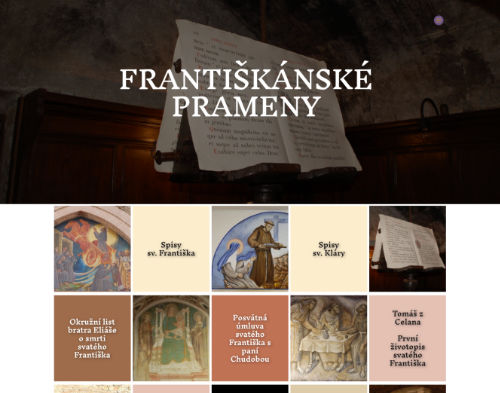 FRANTIŠKÁNSKÉ
PRAMENY
Spisy
sv. Františka
Spisy
sv. Kláry
Okružní list
bratra Eliáše
o smrti
svatého
Františka
Posvátná
úmluva
svatého
Františka s
paní
Chudobou
Tomáš z
Celana
První
životopis
svatého
Františka